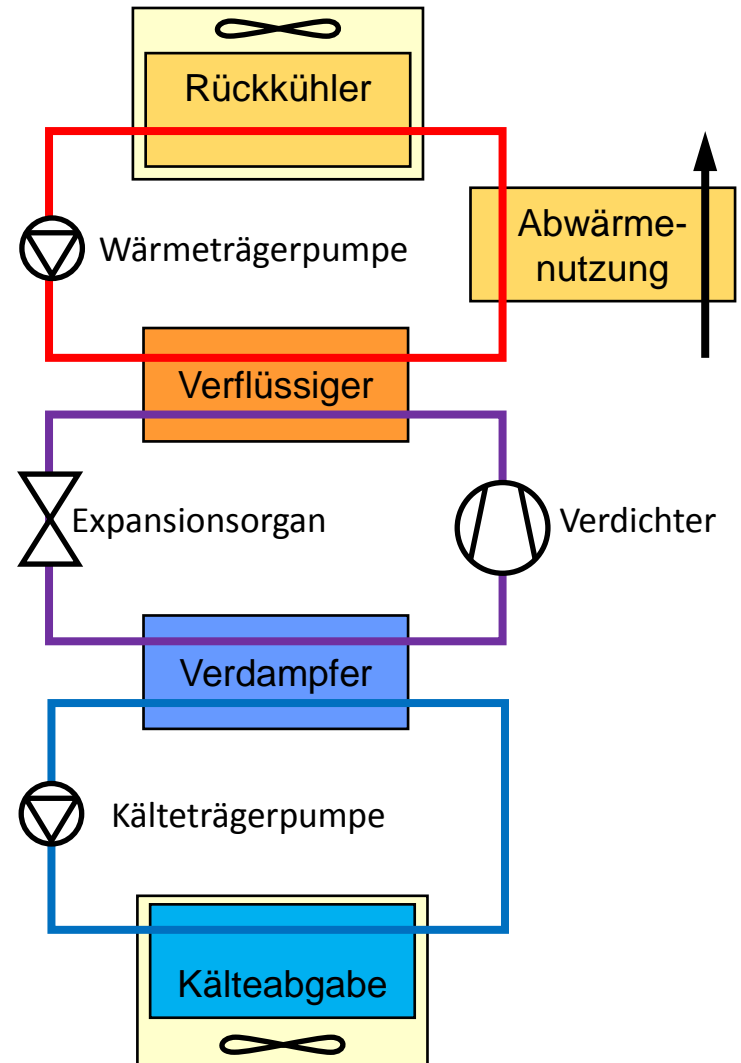 Rückkühler
Wärmeträgerpumpe
Abwärme-
nutzung
Verflüssiger
Expansionsorgan
Verdichter
Verdampfer
Kälteträgerpumpe
Kälteabgabe